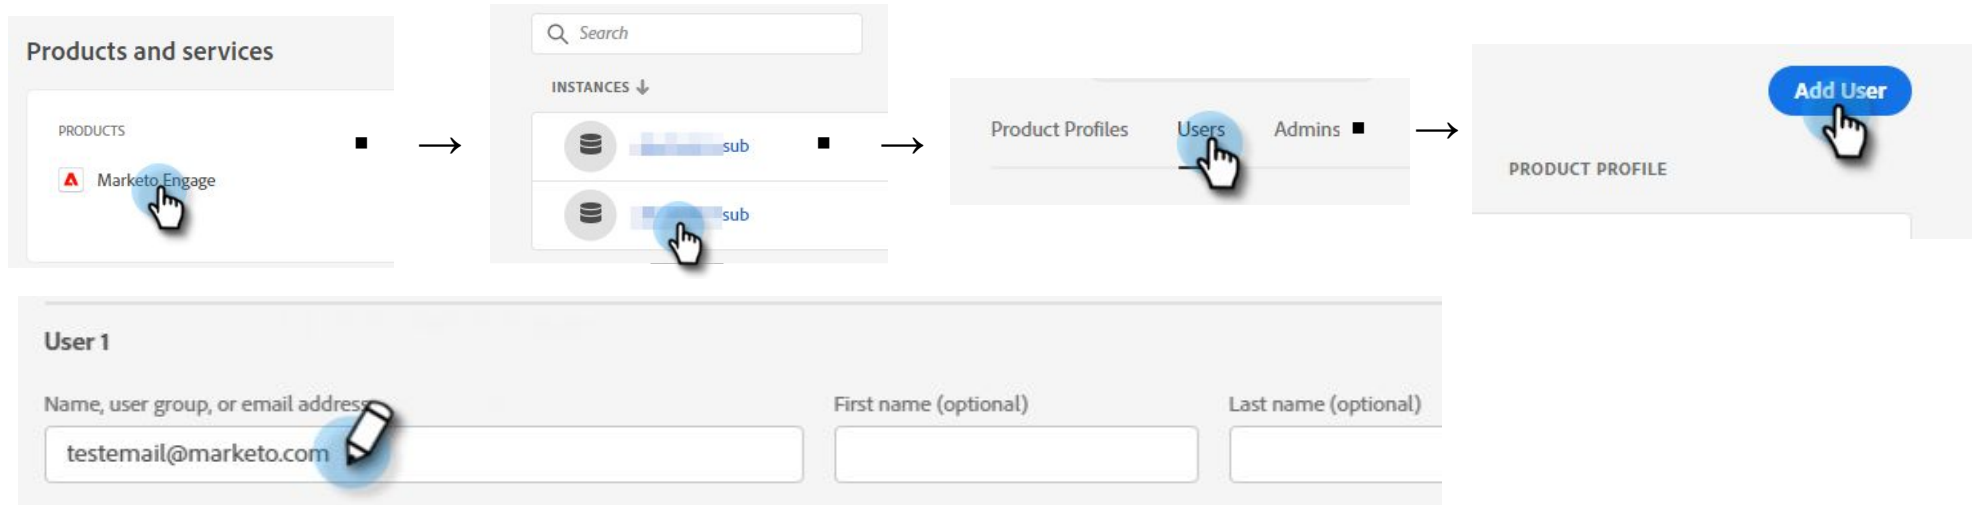 Products and services
PRODUCTS
Marketo Engage
Search
INSTANCES
sub
sub
Product Profiles Users Admins
Add User
PRODUCT PROFILE
User 1
Name, user group, or email address
First name (optional)
Last name (optional)
testemail@marketo.com